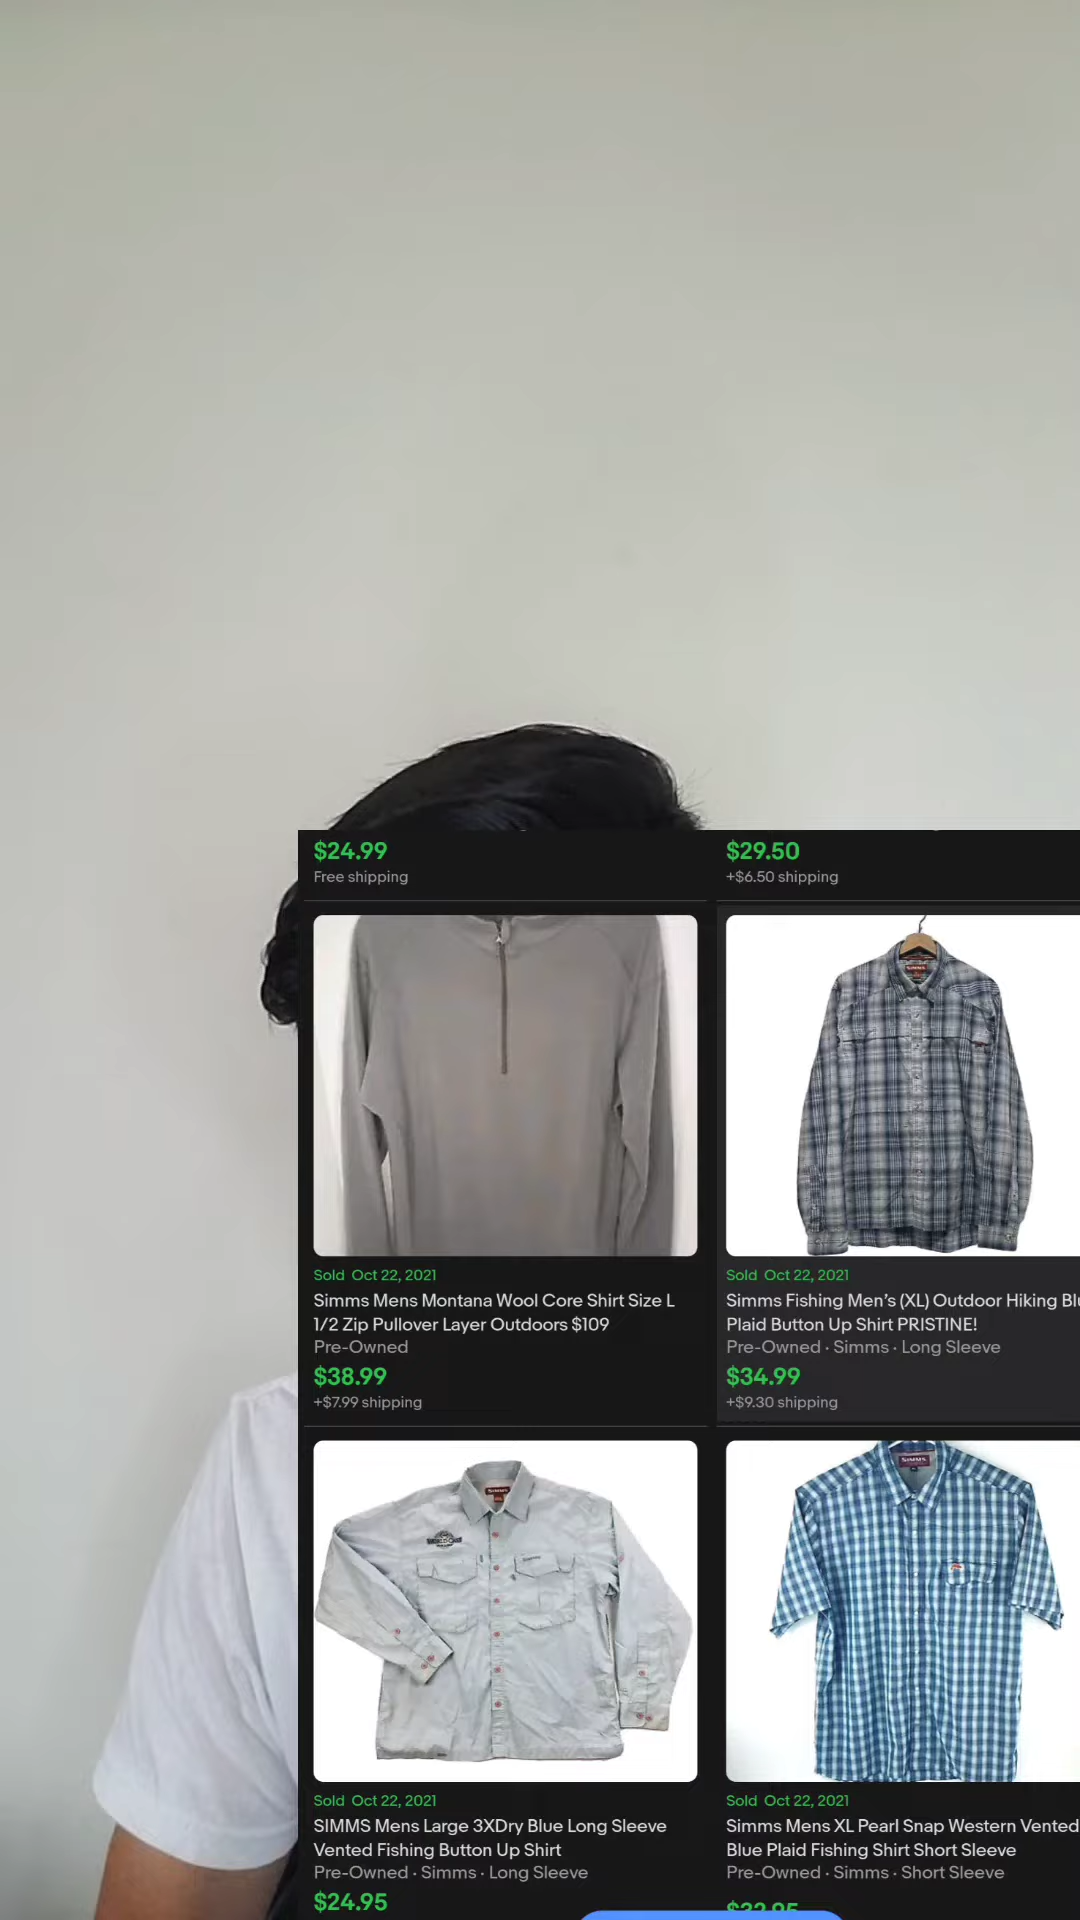 $24.99
Free shipping
$29.50
+$6.50 shipping
SIMMS
Sold Oct 22, 2021
Simms Mens Montana Wool Core Shirt Size L
1/2 Zip Pullover Layer Outdoors $109
Pre-Owned
$38.99
+$7.99 shipping
Sold Oct 22, 2021
Simms Fishing Men's (XL) Outdoor Hiking
Plaid Button Up Shirt PRISTINE!
Pre-Owned · Simms · Long Sleeve
$34.99
+$9.30 shipping
SIMMS
SIMMS
Sold Oct 22, 2021
SIMMS Mens Large 3XDry Blue Long Sleeve
Vented Fishing Button Up Shirt
Pre-Owned · Simms · Long Sleeve
$24.95
Sold Oct 22, 2021
Simms Mens XL Pearl Snap Western Vented
Blue Plaid Fishing Shirt Short Sleeve
Pre-Owned · Simms · Short Sleeve
$32.95